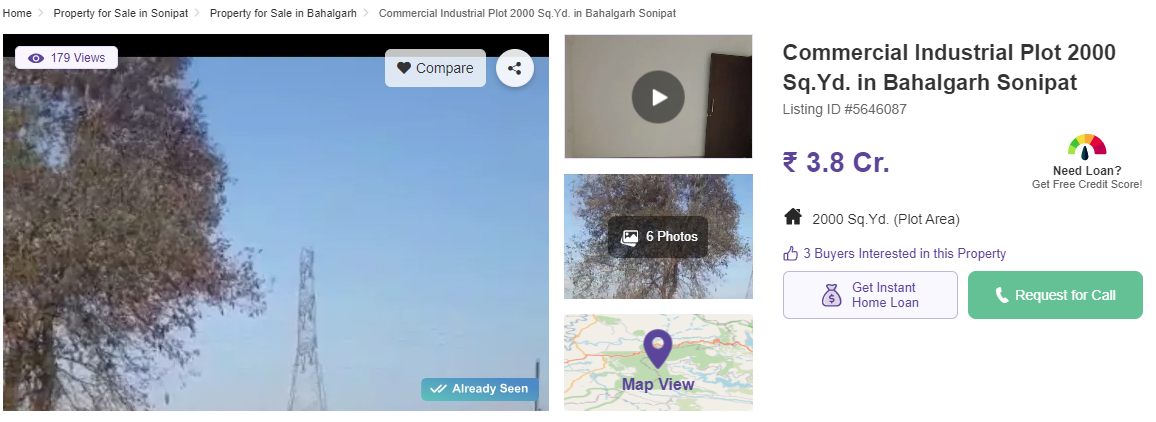 Home
Property for Sale in Sonipat
Property for Sale in Bahalgarh
Commercial Industrial Plot 2000 Sq.Yd. in Bahalgarh Sonipat
179 Views
Compare
Already Seen
6 Photos
Map View
Commercial Industrial Plot 2000
Sq.Yd. in Bahalgarh Sonipat
Listing ID #5646087
₹ 3.8 Cr.
Need Loan?
Get Free Credit Score!
2000 Sq.Yd. (Plot Area)
3 Buyers Interested in this Property
Get Instant
Home Loan
Request for Call